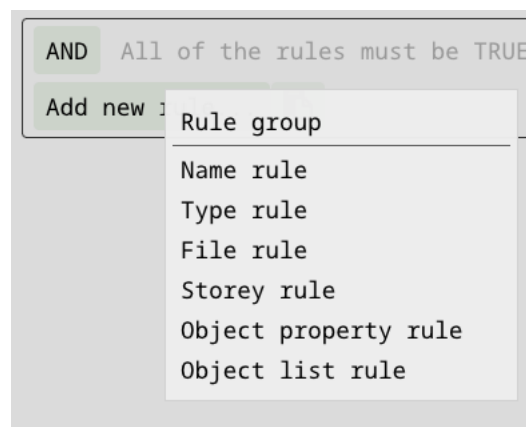 AND All of the rules must be TRUE
Add new
Rule group
Name rule
Type rule
File rule
Storey rule
Object property rule
Object list rule